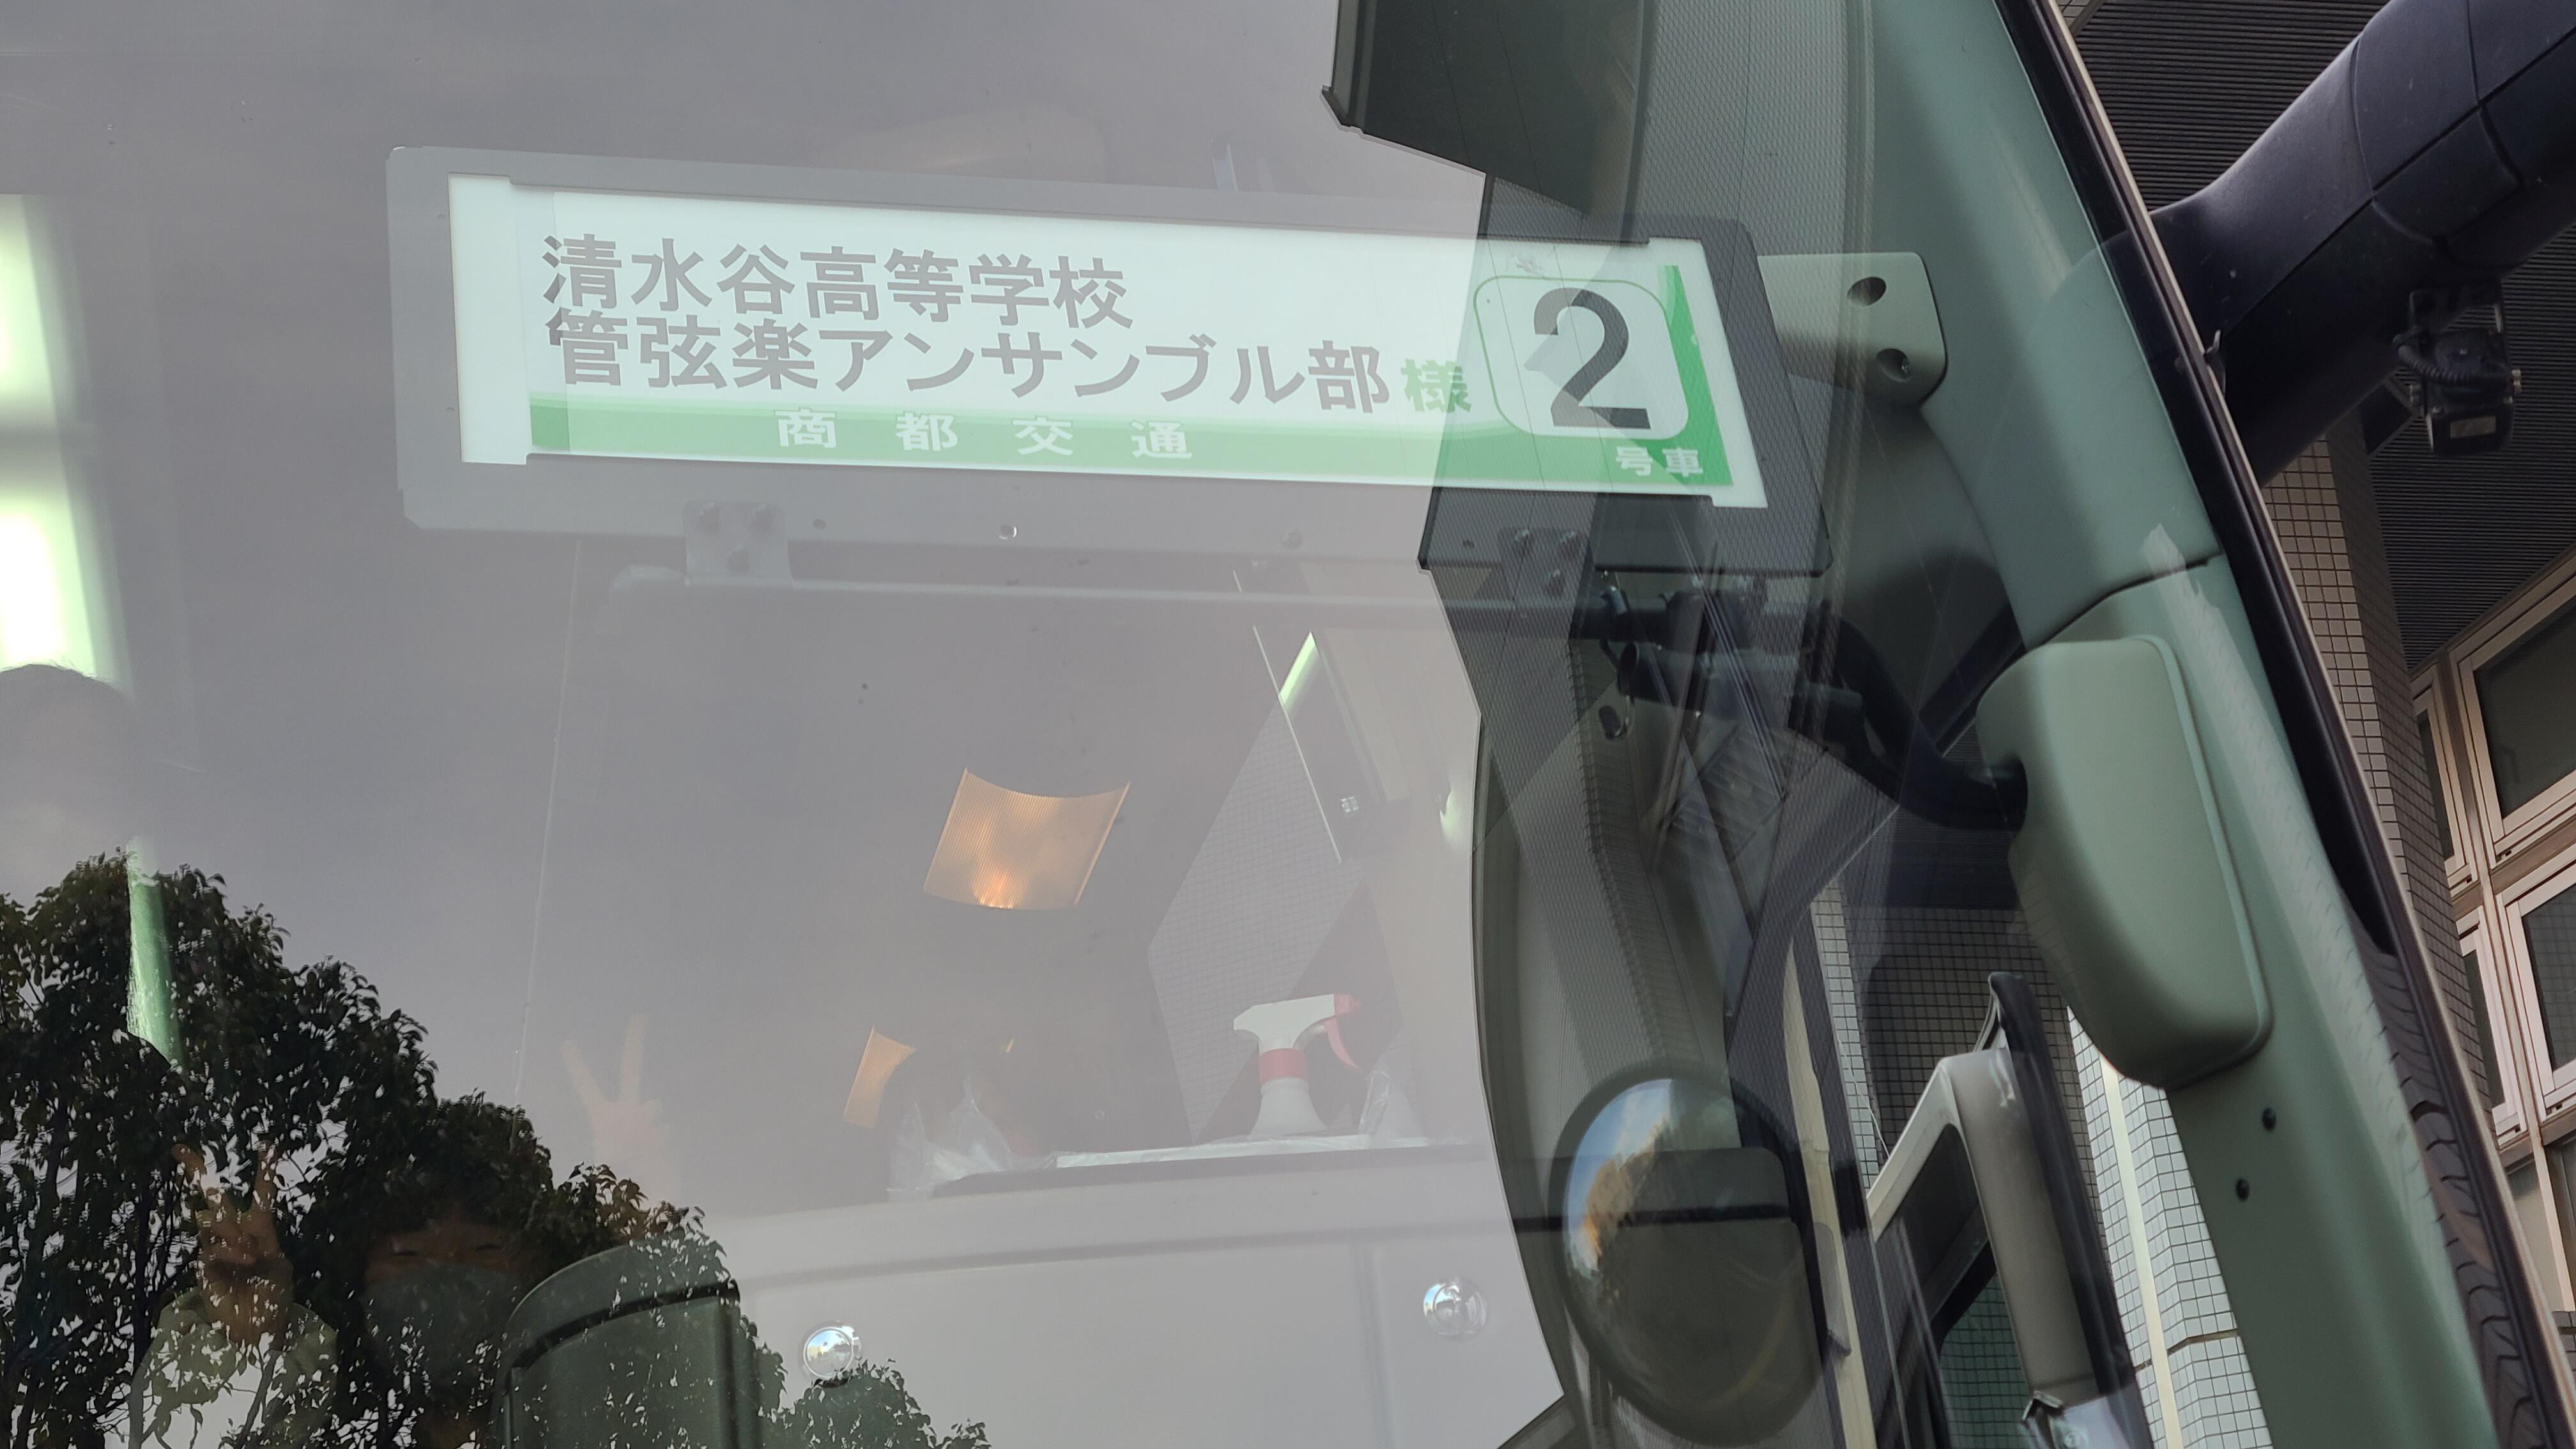 清水谷高等学校
管弦楽アンサンブル部 様
2
号車
商都交通